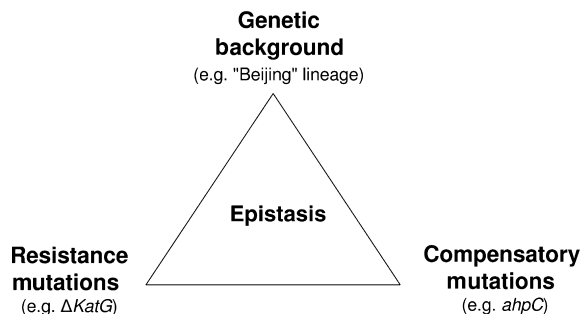 Genetic
background
(e.g. "Beijing" lineage)
Epistasis
Resistance
mutations
(e.g. ΔKatG)
Compensatory
mutations
(e.g. ahpC)